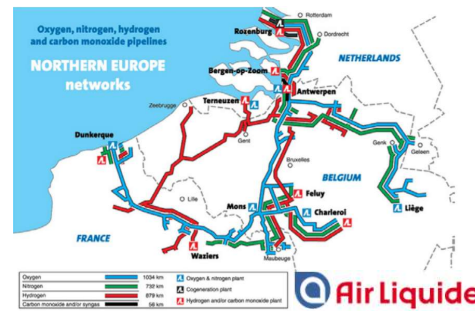 Oxygen, nitrogen, hydrogen
and carbon monoxide pipelines
NORTHERN EUROPE
networks
Rotterdam
Rozenburg
Dordrecht
NETHERLANDS
Bergen-op-Zoom
Zeebrugge
Terneuzen
Antwerpen
Dunkerque
Gent
Genk
Geleen
Bruxelles
Lille
BELGIUM
Feluy
Mons
Charleroi
Liège
FRANCE
Waziers
Maubeuge
Oxygen 1034 km
Nitrogen 732 km
Hydrogen 879 km
Carbon monoxide and/or syngas 56 km
Oxygen & nitrogen plant
Cogeneration plant
Hydrogen and/or carbon monoxide plant
Air Liquide